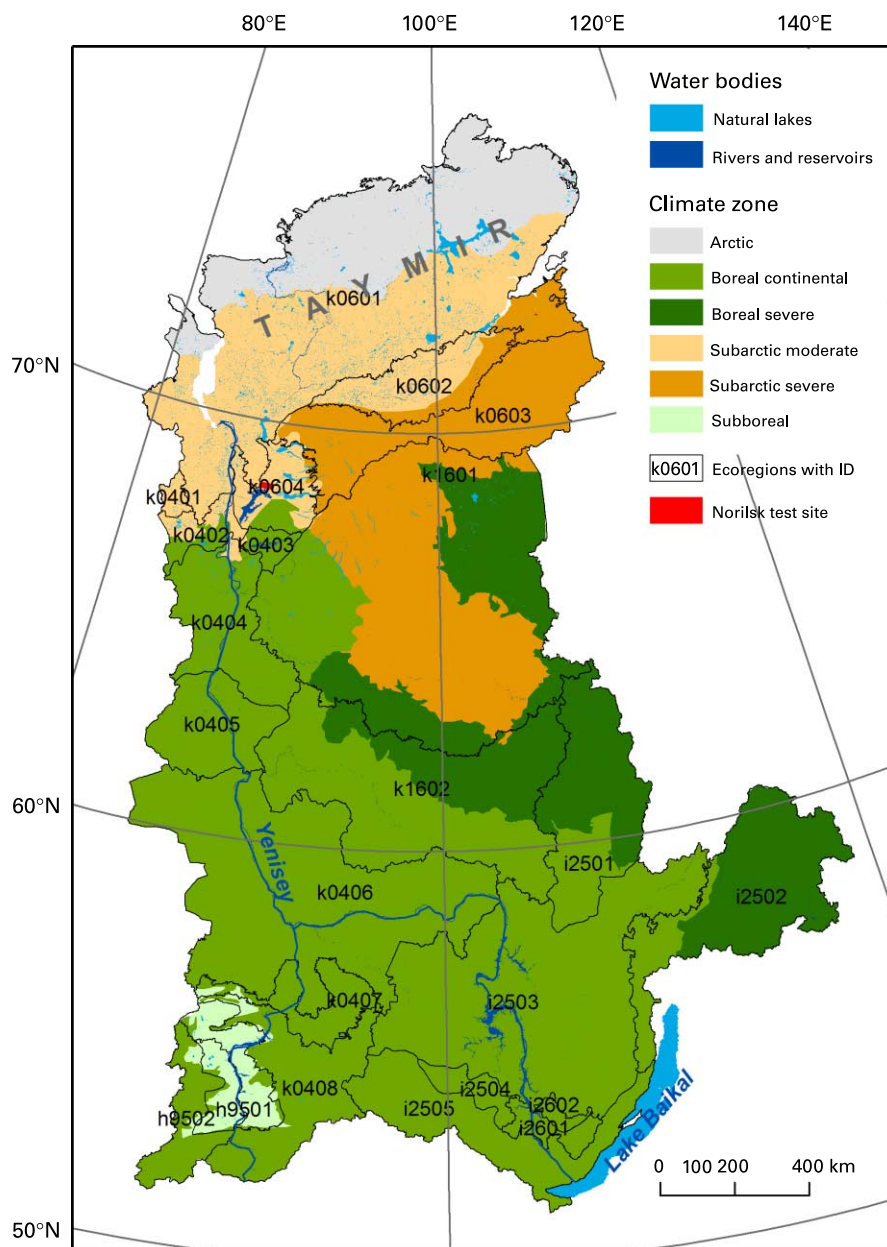 80°E 100°E 120°E 140°E
70°N
60°N
50°N
Water bodies
Natural lakes
Rivers and reservoirs
Climate zone
Arctic
Boreal continental
Boreal severe
Subarctic moderate
Subarctic severe
Subboreal
k0601 Ecoregions with ID
Norilsk test site
TAYMIR
k0601
k0602
k0603
k1601
k0604
k0401
k0402
k0403
k0404
k0405
k1602
i2501
i2502
Yenisey
k0406
k0407
i2503
k0408
i2504
i2505
i2602
i2601
h9501
h9502
Lake Baikal
0 100 200 400 km